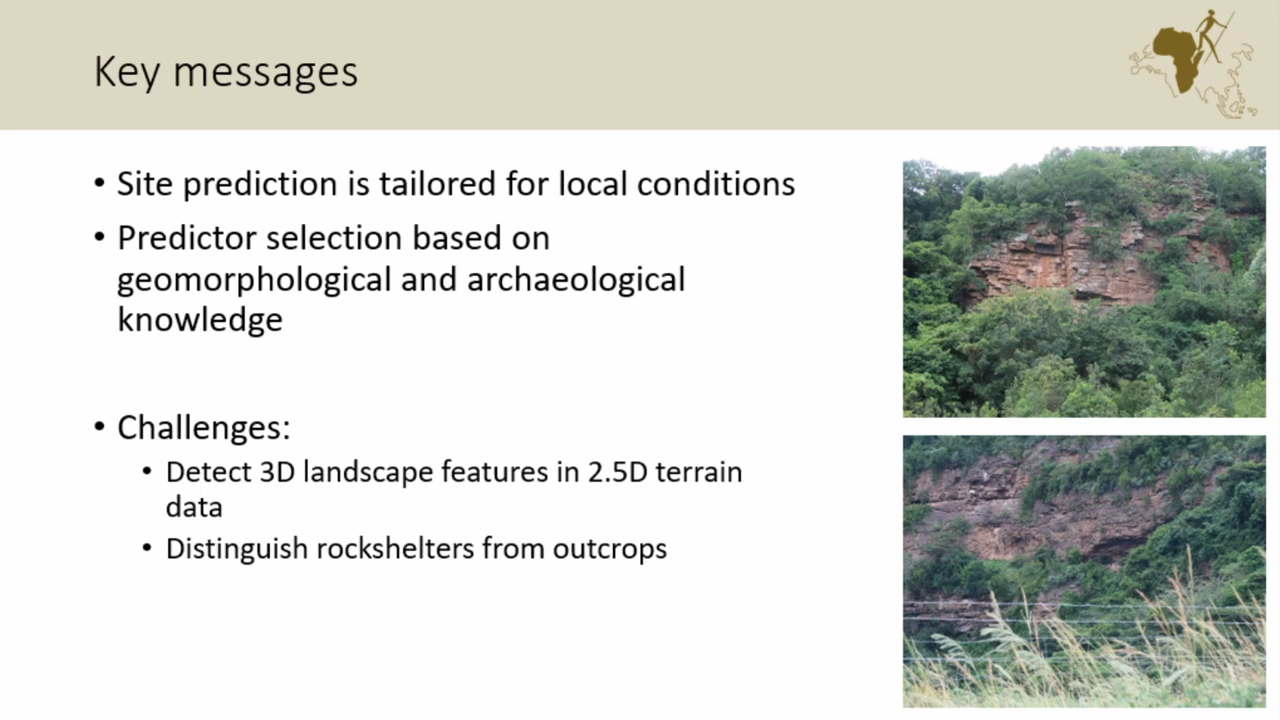 Key messages
• Site prediction is tailored for local conditions
• Predictor selection based on
geomorphological and archaeological
knowledge
• Challenges:
• Detect 3D landscape features in 2.5D terrain
data
• Distinguish rockshelters from outcrops